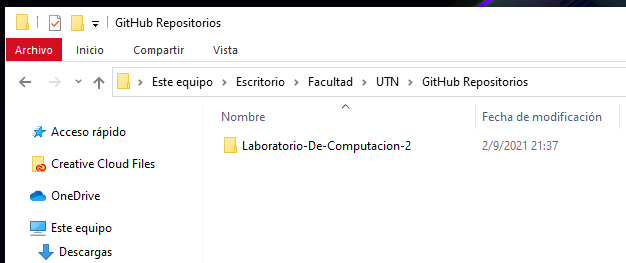 GitHub Repositorios
Archivo Inicio Compartir Vista
Este equipo Escritorio Facultad UTN GitHub Repositorios
Nombre Fecha de modificación
Acceso rápido
Laboratorio-De-Computacion-2 2/9/2021 21:37
Creative Cloud Files
OneDrive
Este equipo
Descargas